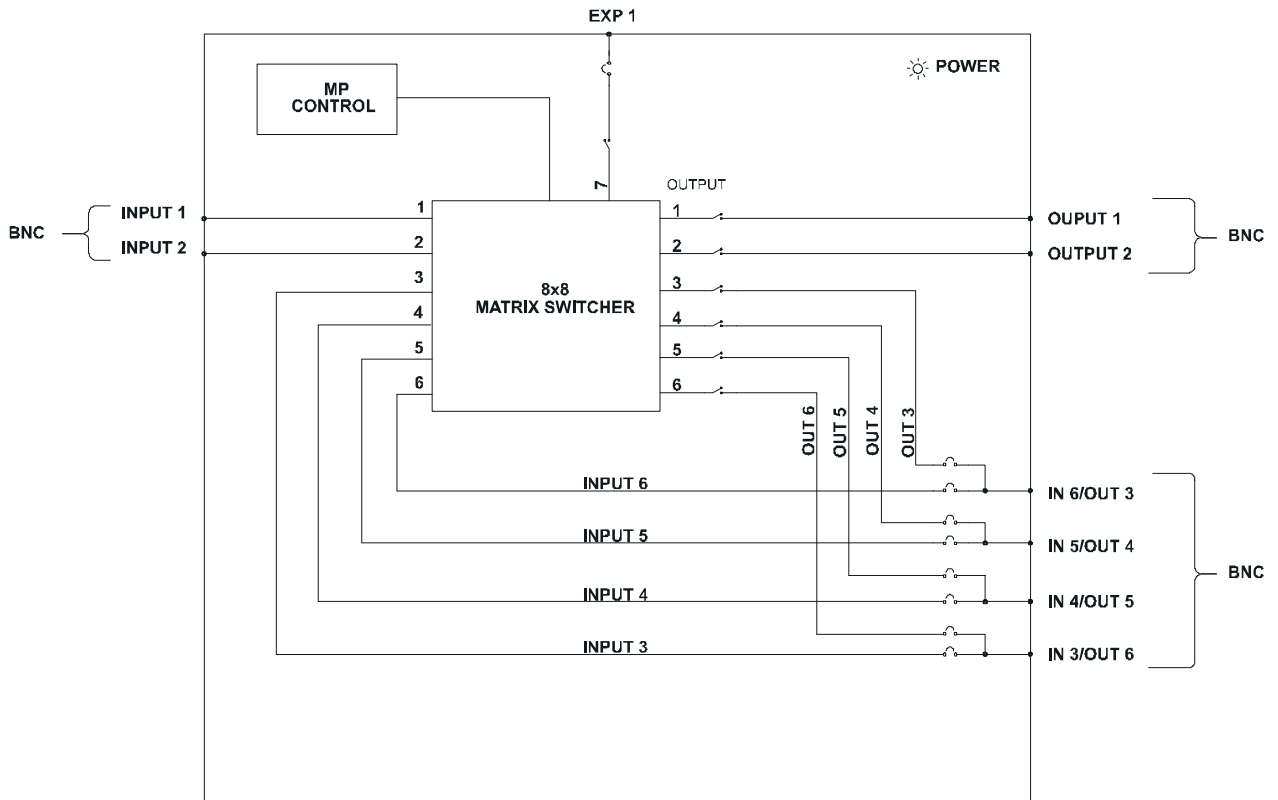 EXP 1
POWER
MP
CONTROL
7
OUTPUT
BNC
INPUT 1
INPUT 2
1
2
3
4
5
6
8x8
MATRIX SWITCHER
1
2
3
4
5
6
OUPUT 1
OUTPUT 2
BNC
OUT 6
OUT 5
OUT 4
OUT 3
INPUT 6
INPUT 5
INPUT 4
INPUT 3
IN 6/OUT 3
IN 5/OUT 4
IN 4/OUT 5
IN 3/OUT 6
BNC